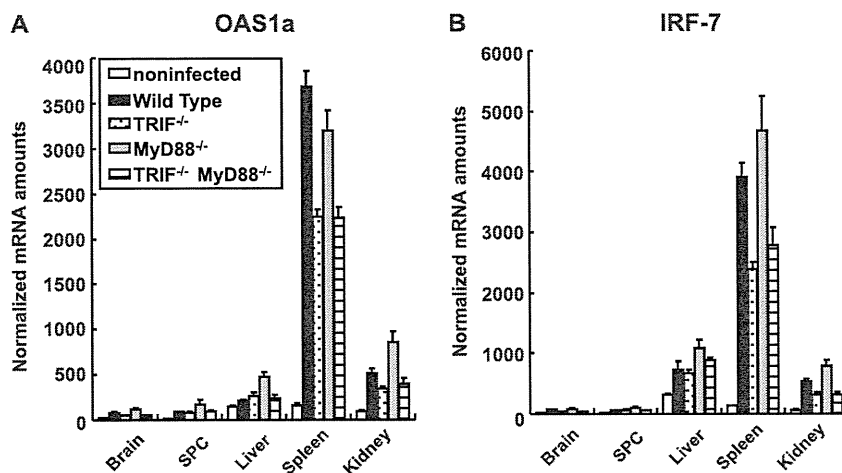 A
OAS1a
Normalized mRNA amounts
4000
3500
3000
2500
2000
1500
1000
500
0
noninfected
Wild Type
TRIF-/-
MyD88-/-
TRIF-/- MyD88-/-
Brain
SPC
Liver
Spleen
Kidney
B
IRF-7
Normalized mRNA amounts
6000
5000
4000
3000
2000
1000
0
Brain
SPC
Liver
Spleen
Kidney